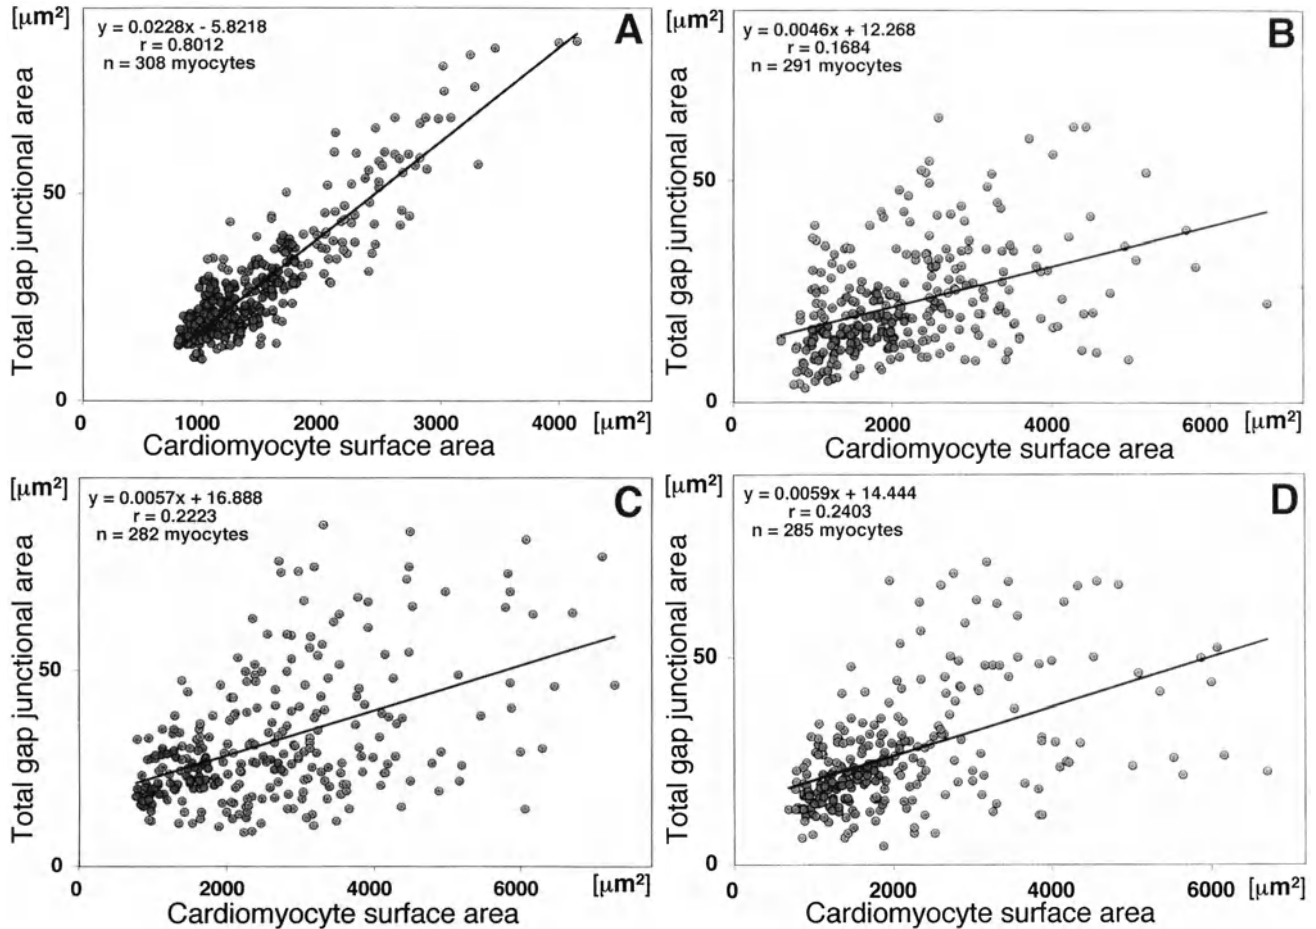 [μm²]
y = 0.0228x - 5.8218
r = 0.8012
n = 308 myocytes
A
Total gap junctional area
50
0
0 1000 2000 3000 4000 [μm²]
Cardiomyocyte surface area
[μm²]
y = 0.0046x + 12.268
r = 0.1684
n = 291 myocytes
B
Total gap junctional area
50
0
0 2000 4000 6000 [μm²]
Cardiomyocyte surface area
[μm²]
y = 0.0057x + 16.888
r = 0.2223
n = 282 myocytes
C
Total gap junctional area
50
0
0 2000 4000 6000 [μm²]
Cardiomyocyte surface area
[μm²]
y = 0.0059x + 14.444
r = 0.2403
n = 285 myocytes
D
Total gap junctional area
50
0
0 2000 4000 6000 [μm²]
Cardiomyocyte surface area